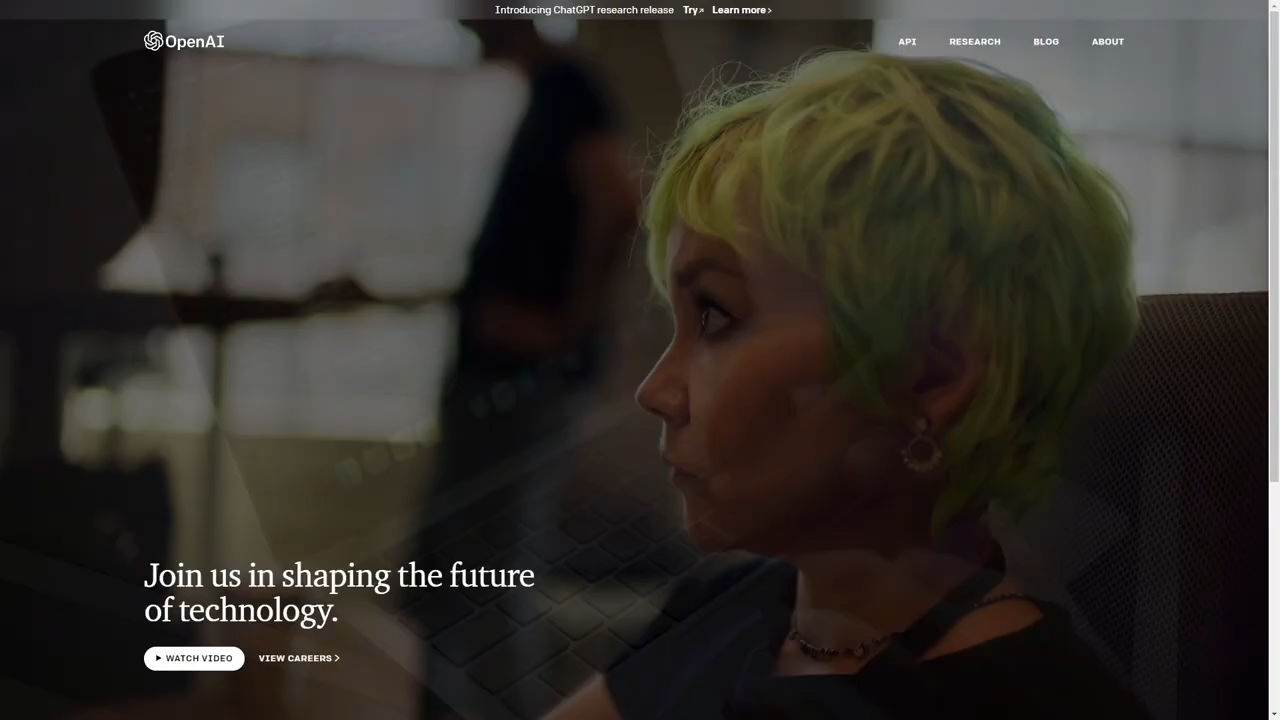 Introducing ChatGPT research release Try↗ Learn more>
OpenAI
API RESEARCH BLOG ABOUT
Join us in shaping the future
of technology.
WATCH VIDEO VIEW CAREERS >